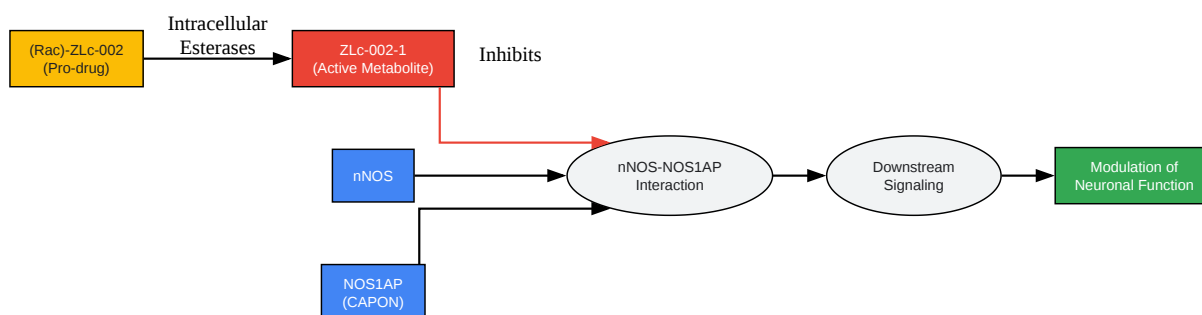 Intracellular
Esterases
(Rac)-ZLc-002
(Pro-drug)
ZLc-002-1
(Active Metabolite)
Inhibits
nNOS
nNOS-NOS1AP
Interaction
Downstream
Signaling
Modulation of
Neuronal Function
NOS1AP
(CAPON)